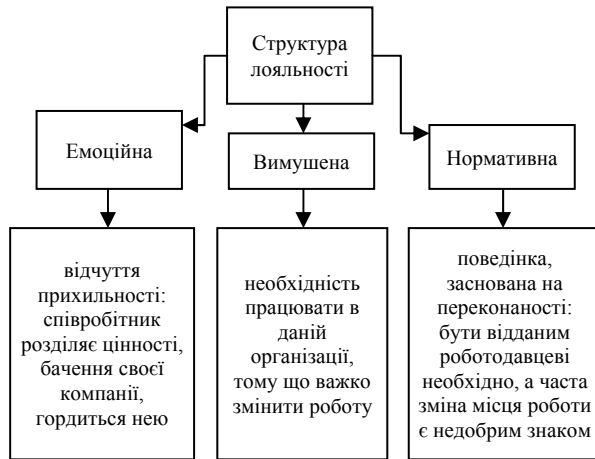 Структура
лояльності
Емоційна
Вимушена
Нормативна
відчуття
прихильності:
співробітник
розділяє цінності,
бачення своєї
компанії,
гордиться нею
необхідність
працювати в
даній
організації,
тому що важко
змінити роботу
поведінка,
заснована на
переконаності:
бути відданим
роботодавцеві
необхідно, а часта
зміна місця роботи
є недобрим знаком